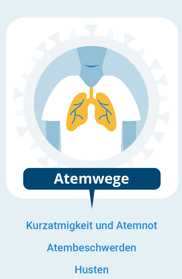 Atemwege
Kurzatmigkeit und Atemnot
Atembeschwerden
Husten